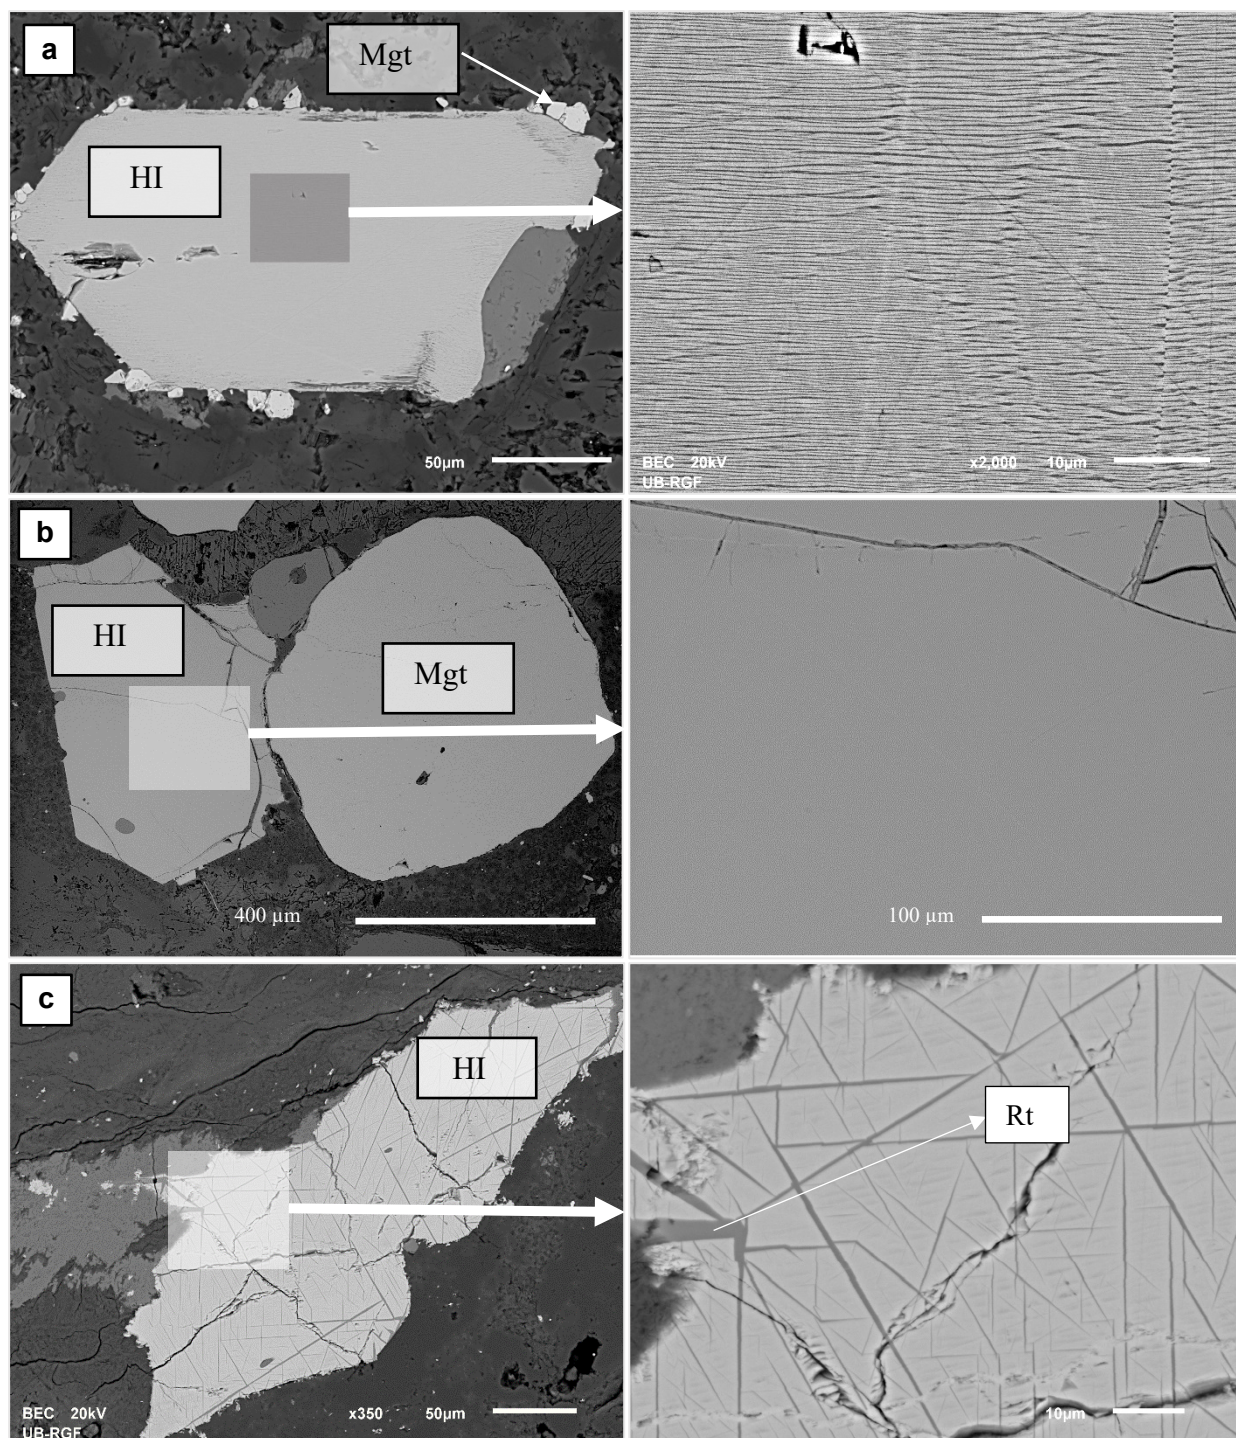 a
Mgt
HI
50µm
BEC 20kV x2,000 10µm
UB-RGF
b
HI
Mgt
400 µm
100 µm
c
HI
BEC 20kV x350 50µm
UB-RGF
Rt
10µm